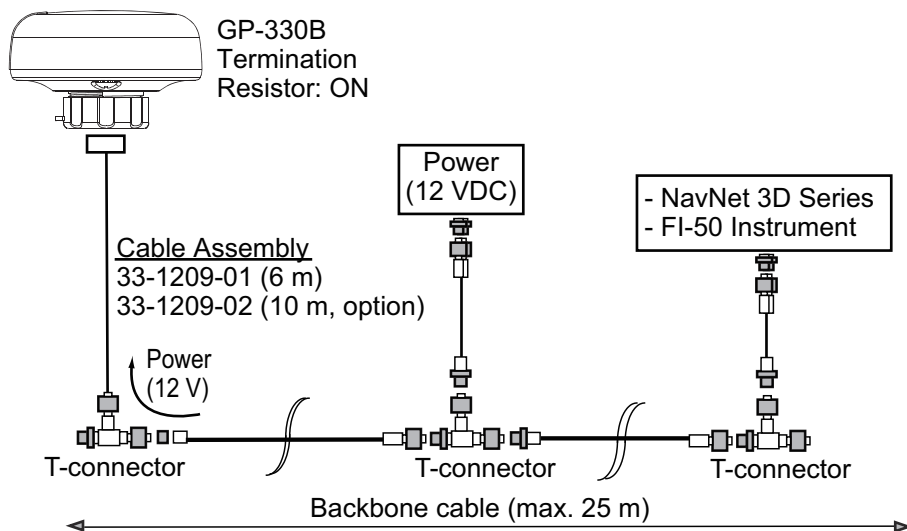 GP-330B
Termination
Resistor: ON
Power
(12 VDC)
- NavNet 3D Series
- FI-50 Instrument
Cable Assembly
33-1209-01 (6 m)
33-1209-02 (10 m, option)
Power
(12 V)
T-connector
T-connector
T-connector
Backbone cable (max. 25 m)